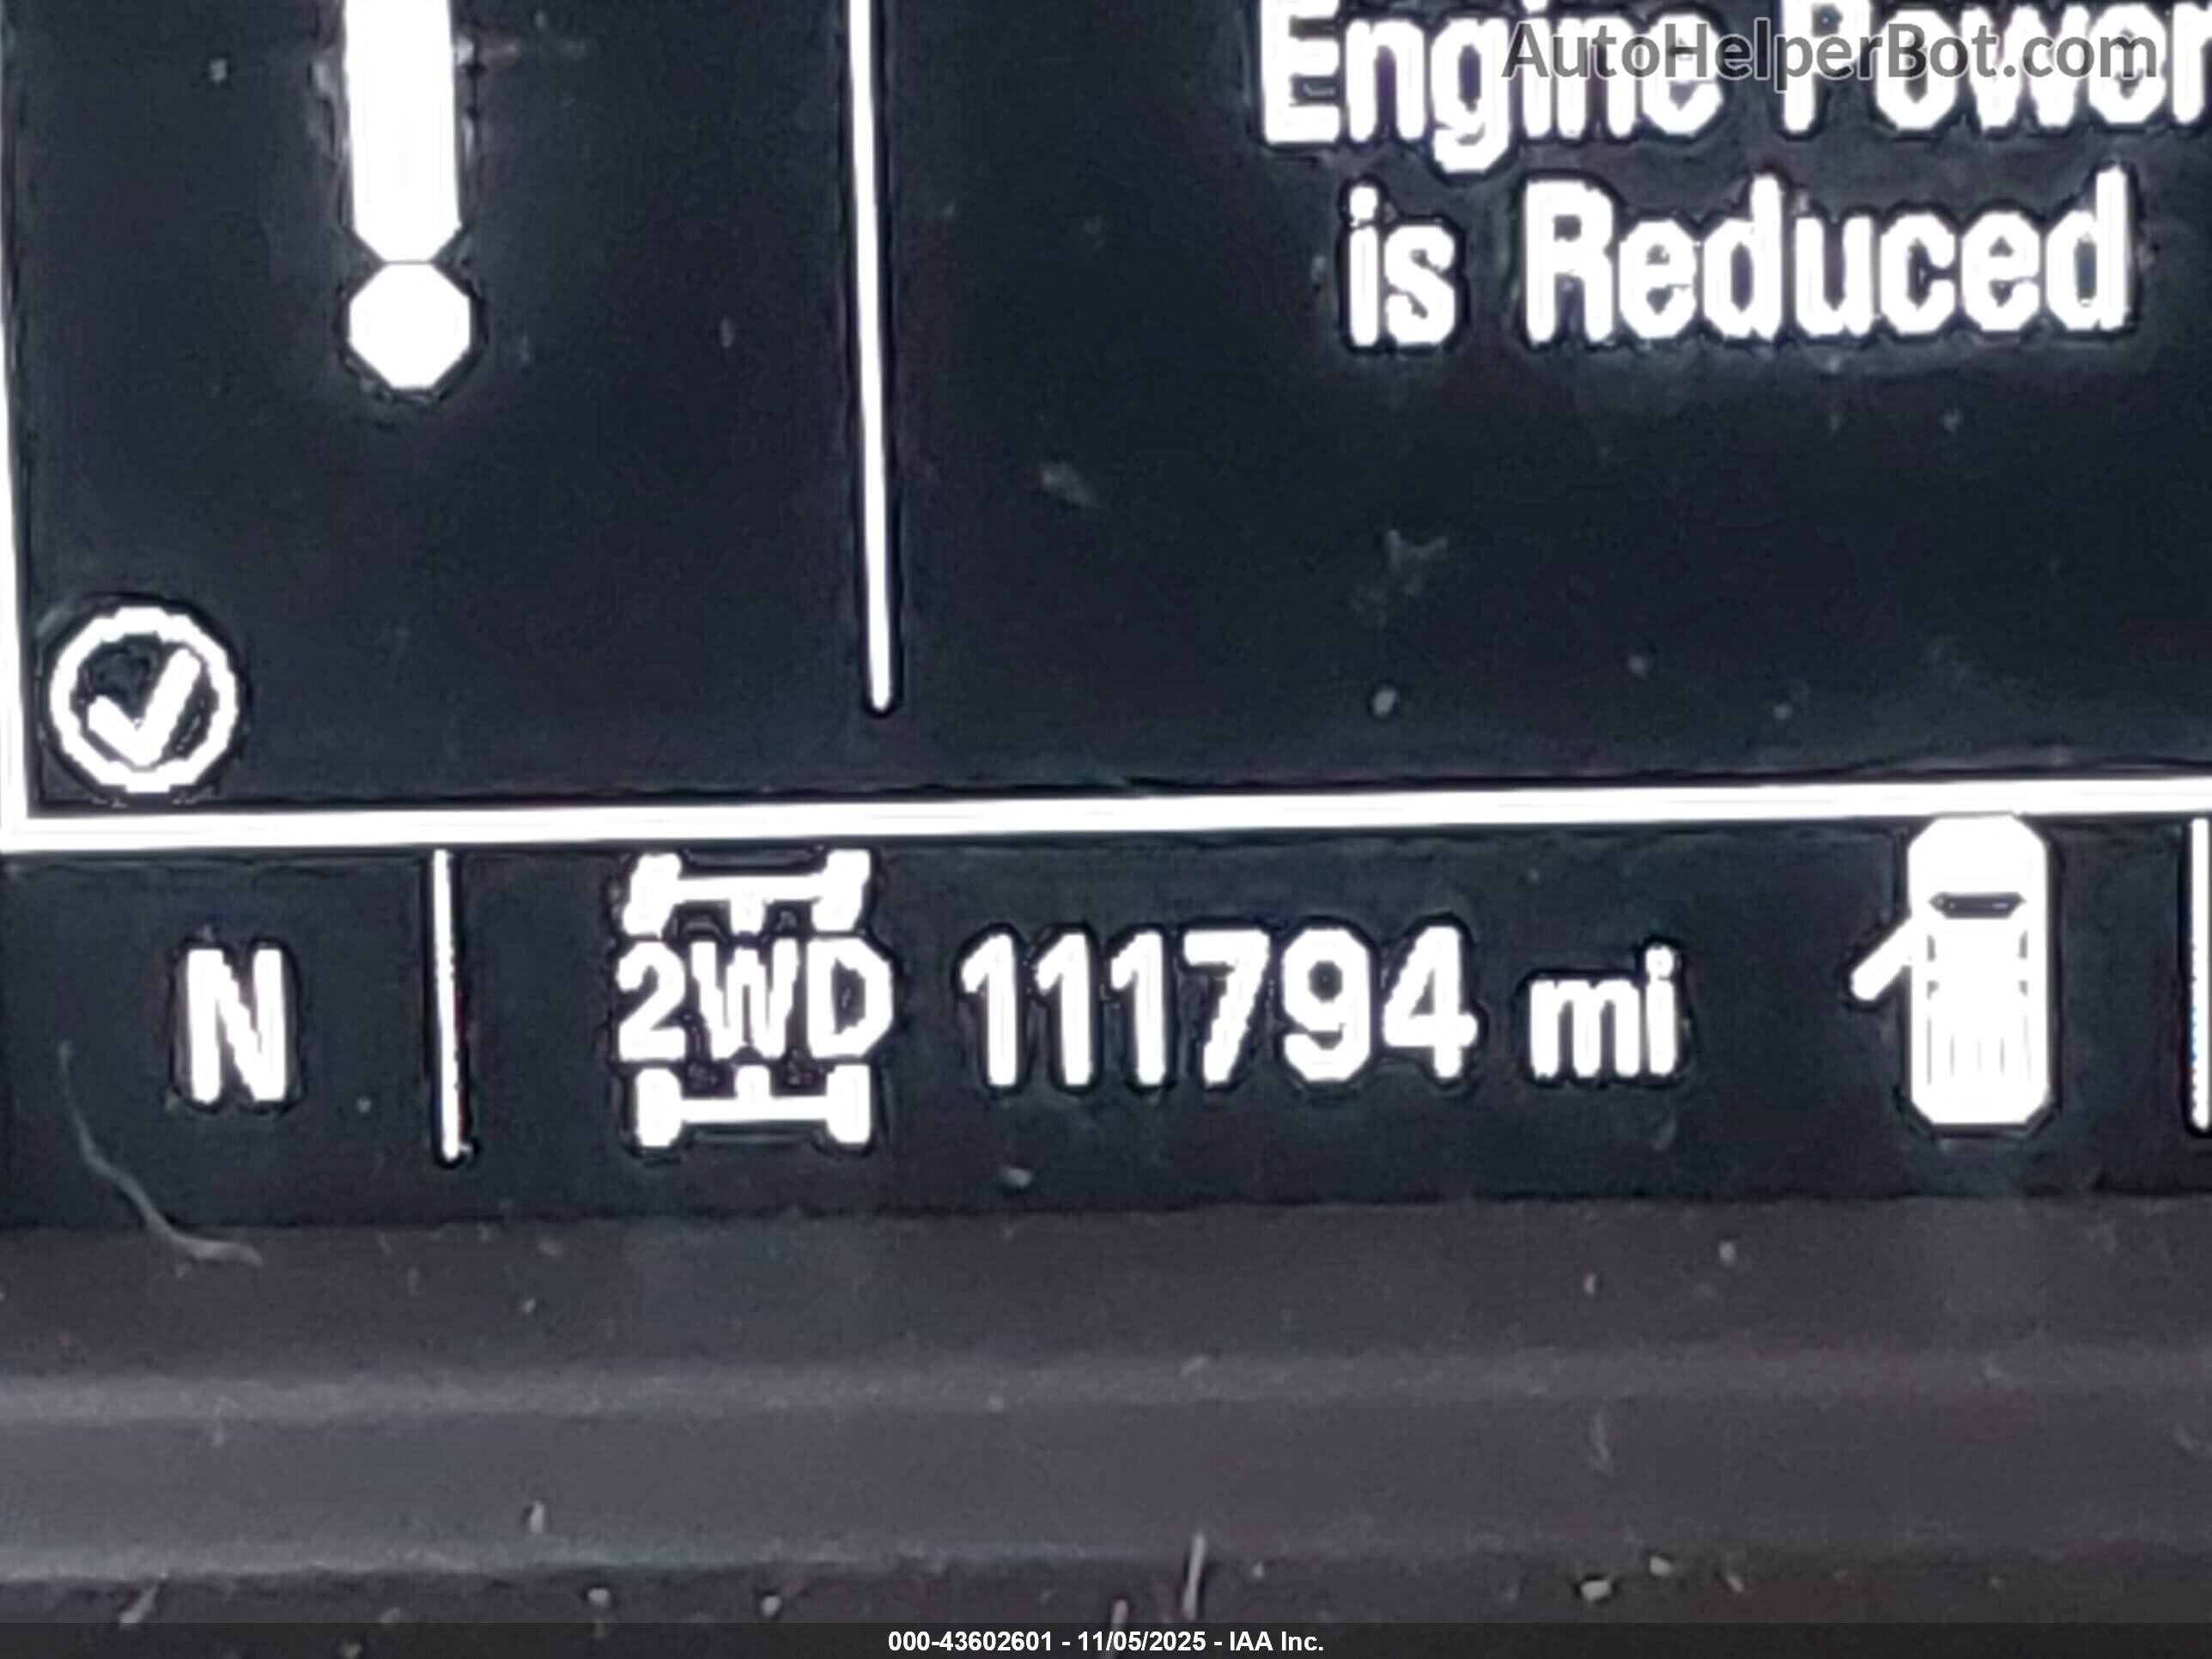 AutoHelperBot.com
Engine Power
is Reduced
N 2WD 111794 mi
000-43602601 - 11/05/2025 - IAA Inc.